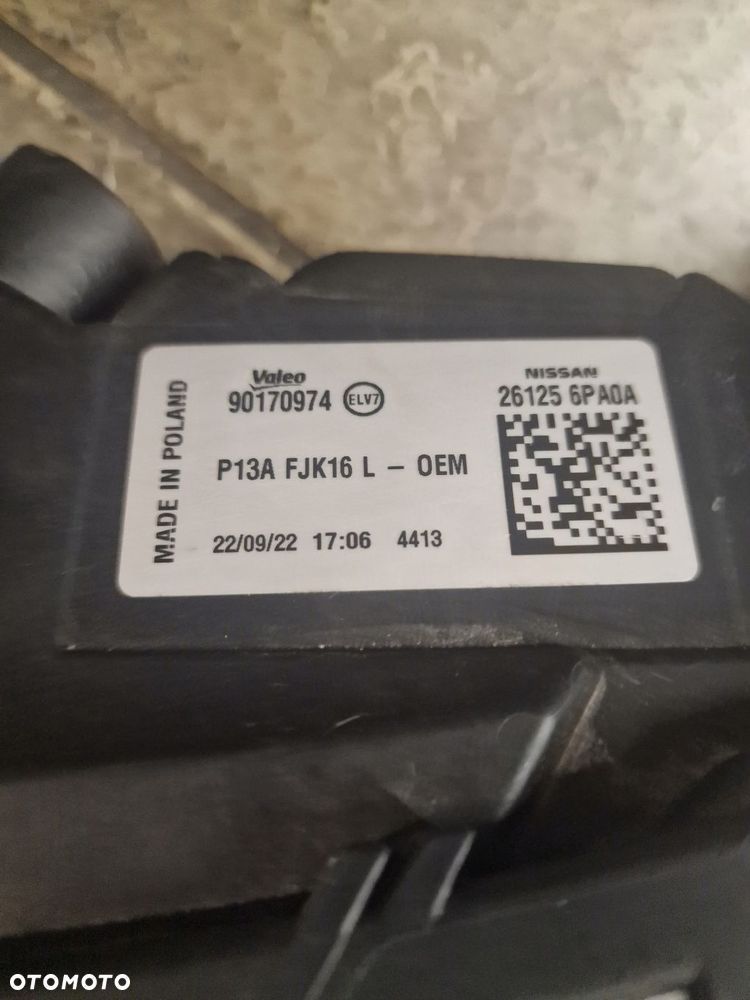 MADE IN POLAND
Valeo
90170974 ELV7
P13A FJK16 L - OEM
22/09/22 17:06 4413
NISSAN
26125 6PA0A
OTOMOTO